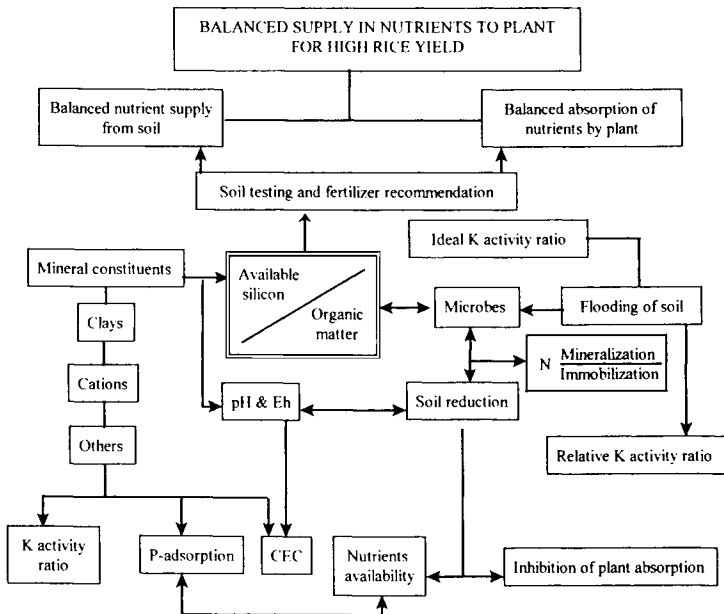 BALANCED SUPPLY IN NUTRIENTS TO PLANT
FOR HIGH RICE YIELD
Balanced nutrient supply
from soil
Balanced absorption of
nutrients by plant
Soil testing and fertilizer recommendation
Ideal K activity ratio
Mineral constituents
Available
silicon
Organic
matter
Microbes
Flooding of soil
Clays
N Mineralization
Immobilization
Cations
pH & Eh
Soil reduction
Others
Relative K activity ratio
K activity
ratio
P-adsorption
CEC
Nutrients
availability
Inhibition of plant absorption